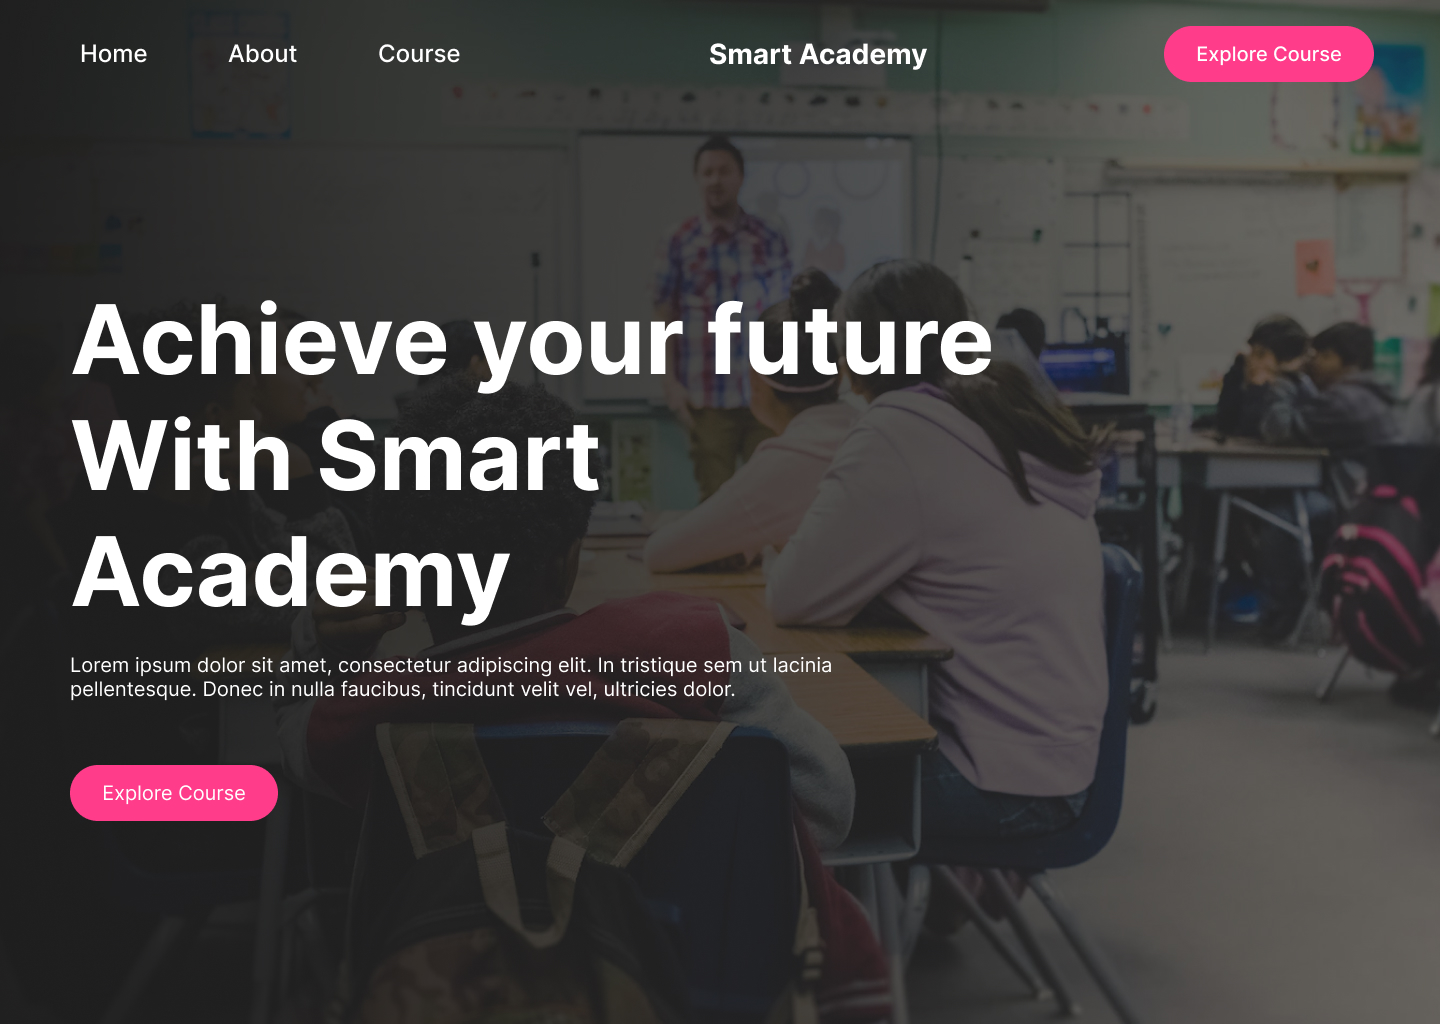 Home About Course Smart Academy Explore Course
Achieve your future
With Smart
Academy
Lorem ipsum dolor sit amet, consectetur adipiscing elit. In tristique sem ut lacinia
pellentesque. Donec in nulla faucibus, tincidunt velit vel, ultricies dolor.
Explore Course